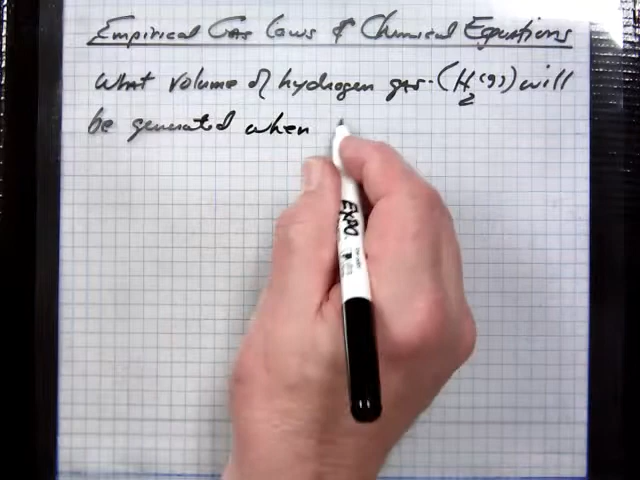 Empirical Gas Laws & Chemical Equations
What volume of hydrogen gas (H₂(g)) will
be generated when
EXPO